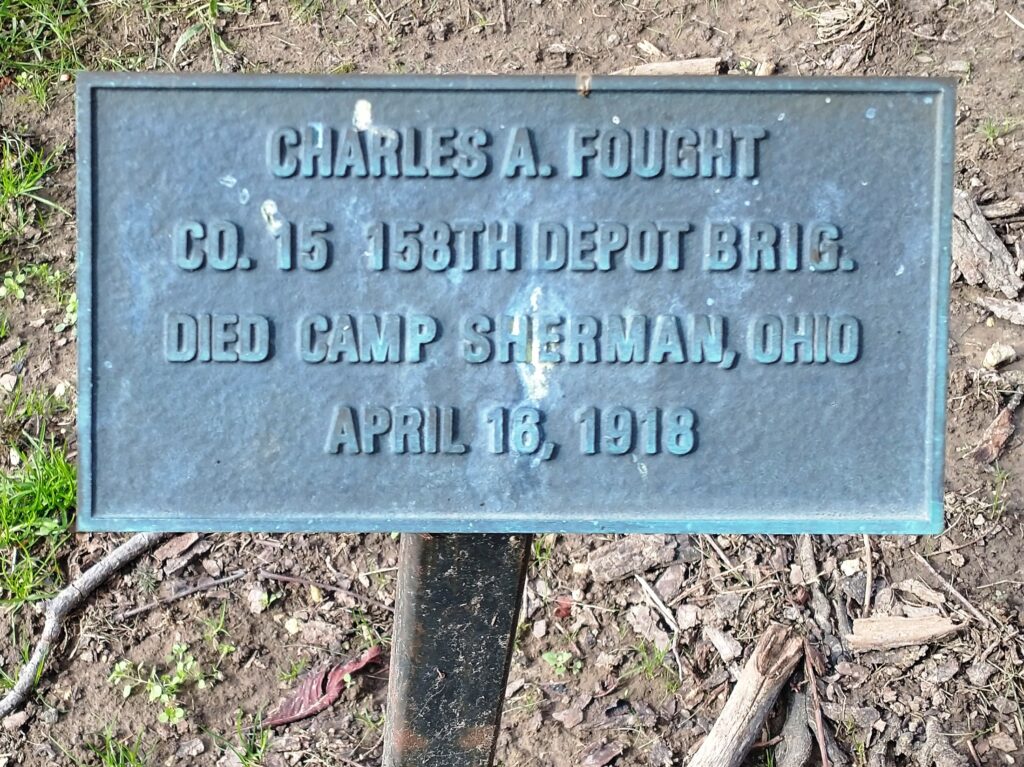 CHARLES A. FOUGHT
CO. 15 158TH DEPOT BRIG.
DIED CAMP SHERMAN, OHIO
APRIL 16, 1918